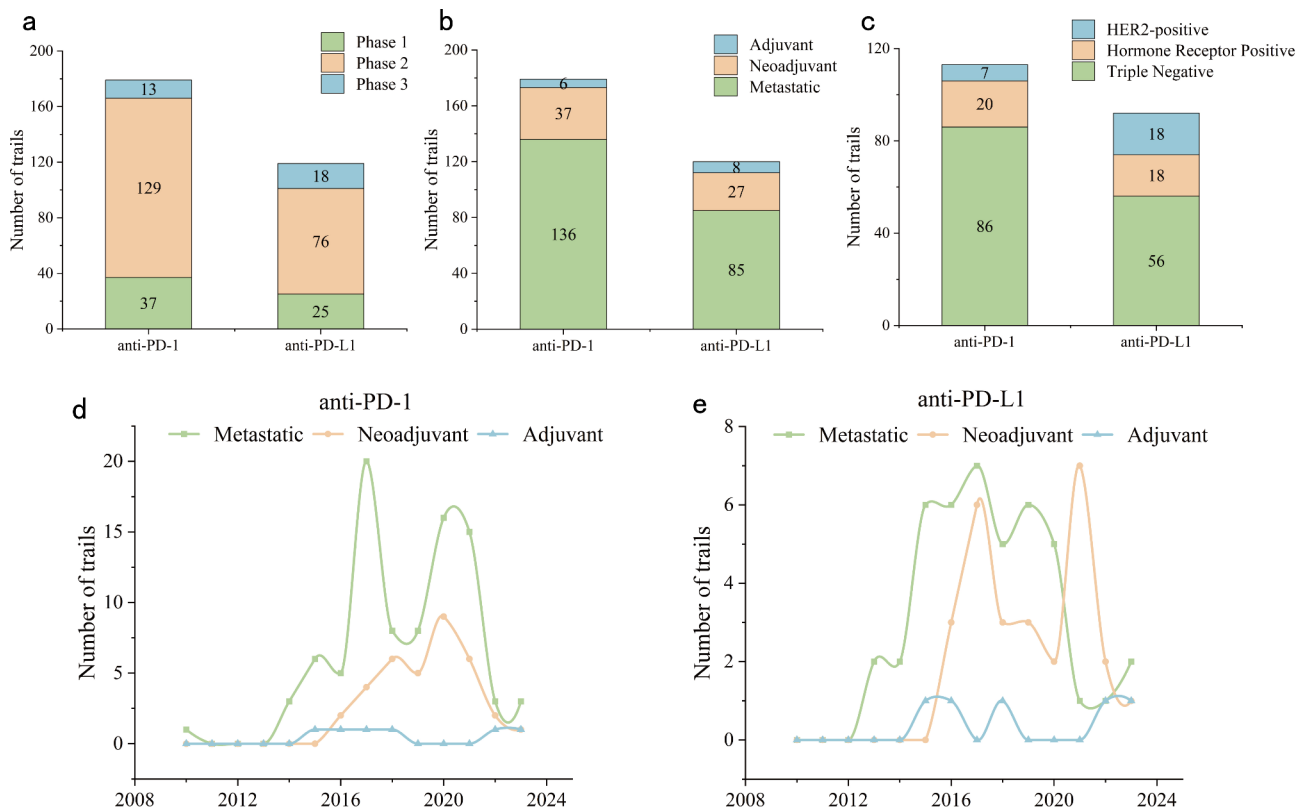 a
Number of trails
200
160
120
80
40
0
Phase 1
Phase 2
Phase 3
13
129
37
18
76
25
anti-PD-1
anti-PD-L1
b
Number of trails
200
160
120
80
40
0
Adjuvant
Neoadjuvant
Metastatic
6
37
136
8
27
85
anti-PD-1
anti-PD-L1
c
Number of trails
120
80
40
0
HER2-positive
Hormone Receptor Positive
Triple Negative
7
20
86
18
18
56
anti-PD-1
anti-PD-L1
d
anti-PD-1
Metastatic Neoadjuvant Adjuvant
Number of trails
20
15
10
5
0
2008 2012 2016 2020 2024
e
anti-PD-L1
Metastatic Neoadjuvant Adjuvant
Number of trails
8
6
4
2
0
2008 2012 2016 2020 2024